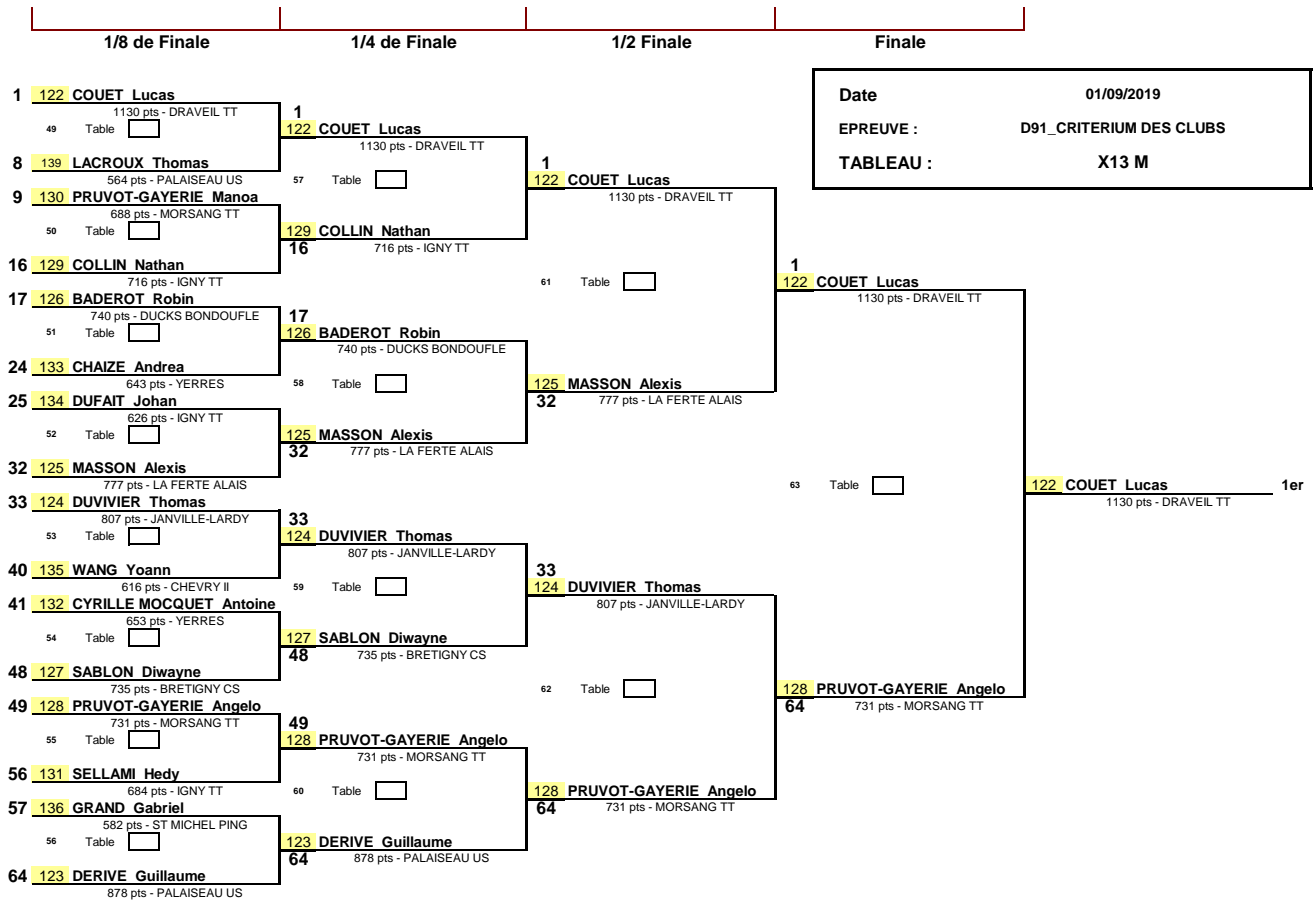 1/8 de Finale 1/4 de Finale 1/2 Finale Finale
Date 01/09/2019
EPREUVE : D91_CRITERIUM DES CLUBS
TABLEAU : X13 M
1 122 COUET Lucas
1130 pts - DRAVEIL TT
49 Table
8 139 LACROUX Thomas
564 pts - PALAISEAU US
9 130 PRUVOT-GAYERIE Manoa
688 pts - MORSANG TT
50 Table
16 129 COLLIN Nathan
716 pts - IGNY TT
17 126 BADEROT Robin
740 pts - DUCKS BONDOUFLE
51 Table
24 133 CHAIZE Andrea
643 pts - YERRES
25 134 DUFAIT Johan
626 pts - IGNY TT
52 Table
32 125 MASSON Alexis
777 pts - LA FERTE ALAIS
33 124 DUVIVIER Thomas
807 pts - JANVILLE-LARDY
53 Table
40 135 WANG Yoann
616 pts - CHEVRY II
41 132 CYRILLE MOCQUET Antoine
653 pts - YERRES
54 Table
48 127 SABLON Diwayne
735 pts - BRETIGNY CS
49 128 PRUVOT-GAYERIE Angelo
731 pts - MORSANG TT
55 Table
56 131 SELLAMI Hedy
684 pts - IGNY TT
57 136 GRAND Gabriel
582 pts - ST MICHEL PING
56 Table
64 123 DERIVE Guillaume
878 pts - PALAISEAU US
1
122 COUET Lucas
1130 pts - DRAVEIL TT
57 Table
129 COLLIN Nathan
16 716 pts - IGNY TT
17
126 BADEROT Robin
740 pts - DUCKS BONDOUFLE
58 Table
125 MASSON Alexis
32 777 pts - LA FERTE ALAIS
33
124 DUVIVIER Thomas
807 pts - JANVILLE-LARDY
59 Table
127 SABLON Diwayne
48 735 pts - BRETIGNY CS
49
128 PRUVOT-GAYERIE Angelo
731 pts - MORSANG TT
60 Table
123 DERIVE Guillaume
64 878 pts - PALAISEAU US
1
122 COUET Lucas
1130 pts - DRAVEIL TT
61 Table
125 MASSON Alexis
32 777 pts - LA FERTE ALAIS
33
124 DUVIVIER Thomas
807 pts - JANVILLE-LARDY
62 Table
128 PRUVOT-GAYERIE Angelo
64 731 pts - MORSANG TT
1
122 COUET Lucas
1130 pts - DRAVEIL TT
63 Table
128 PRUVOT-GAYERIE Angelo
64 731 pts - MORSANG TT
122 COUET Lucas 1er
1130 pts - DRAVEIL TT